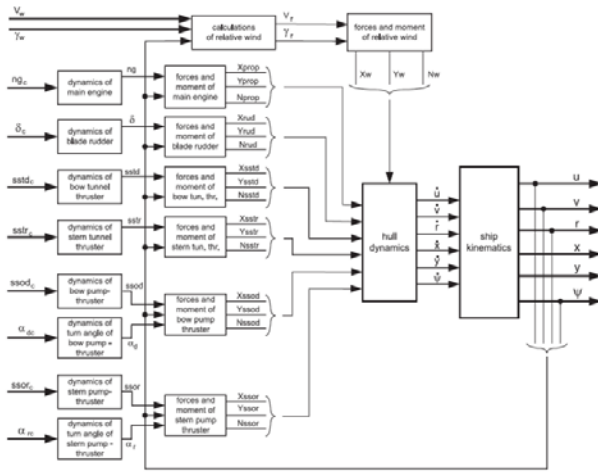 Vw
γw
calculations
of relative wind
Vr
γr
forces and moment
of relative wind
Xw
Yw
Nw
ngc
dynamics of
main engine
ng
forces and
moment of
main engine
Xprop
Yprop
Nprop
δc
dynamics of
blade rudder
δ
forces and
moment of
blade rudder
Xrud
Yrud
Nrud
sstdc
dynamics of
bow tunnel
thruster
sstd
forces and
moment of
bow tun. thr.
Xsstd
Ysstd
Nsstd
sstrc
dynamics of
stern tunnel
thruster
sstr
forces and
moment of
stern tun. thr.
Xsstr
Ysstr
Nsstr
ssodc
dynamics of
bow pump-
thruster
ssod
αdc
dynamics of
turn angle of
bow pump-
thruster
αd
forces and
moment of
bow pump
thruster
Xssod
Yssod
Nssod
ssorc
dynamics of
stern pump-
thruster
ssor
αrc
dynamics of
turn angle of
stern pump-
thruster
αr
forces and
moment of
stern pump
thruster
Xssor
Yssor
Nssor
hull
dynamics
u̇
v̇
ṙ
ẋ
ẏ
ψ̇
ship
kinematics
u
v
r
x
y
ψ